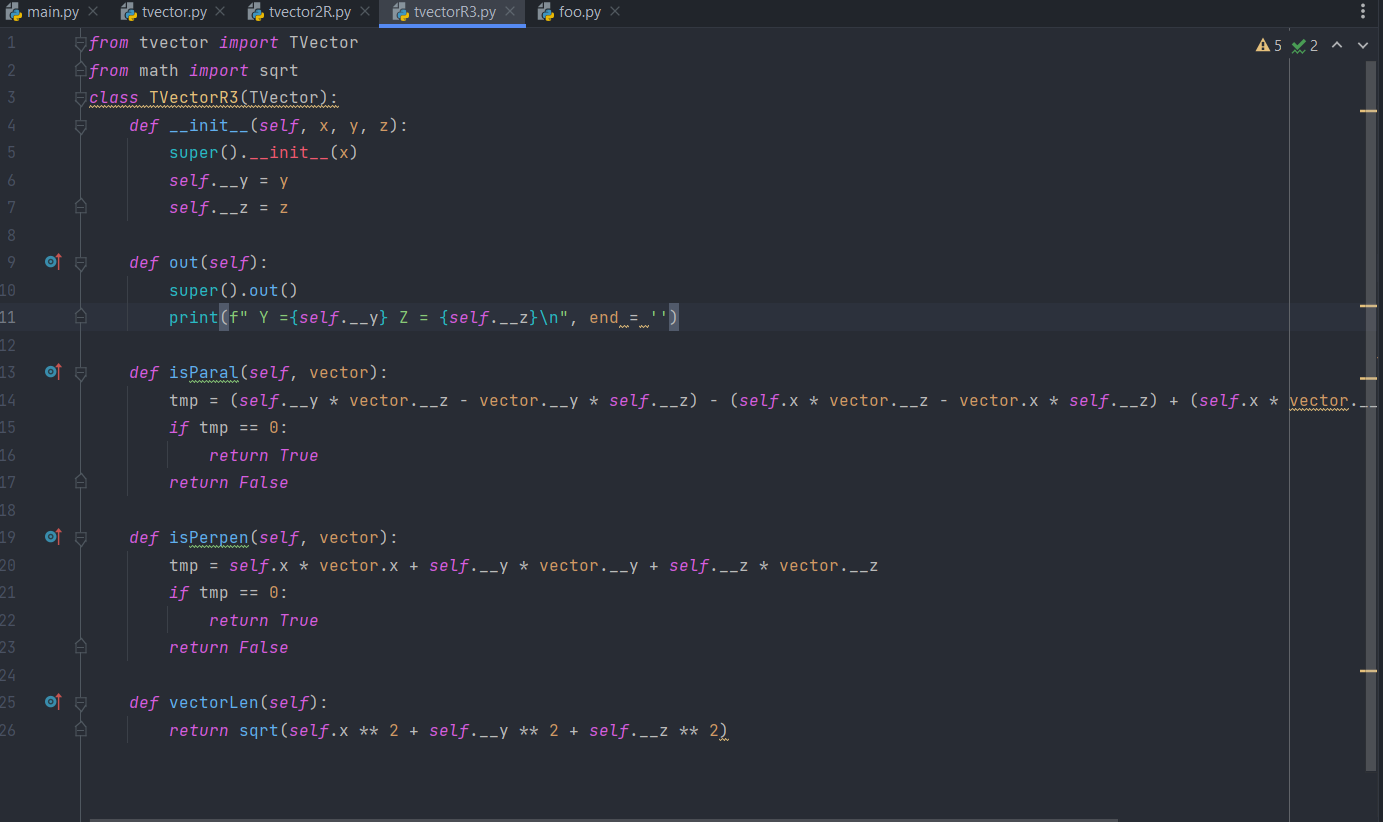 main.py tvector.py tvector2R.py tvectorR3.py foo.py
5 2
1 from tvector import TVector
2 from math import sqrt
3 class TVectorR3(TVector):
4 def __init__(self, x, y, z):
5 super().__init__(x)
6 self.__y = y
7 self.__z = z
8
9 def out(self):
10 super().out()
11 print(f" Y ={self.__y} Z = {self.__z}\n", end = '')
12
13 def isParal(self, vector):
14 tmp = (self.__y * vector.__z - vector.__y * self.__z) - (self.x * vector.__z - vector.x * self.__z) + (self.x * vector.__
15 if tmp == 0:
16 return True
17 return False
18
19 def isPerpen(self, vector):
20 tmp = self.x * vector.x + self.__y * vector.__y + self.__z * vector.__z
21 if tmp == 0:
22 return True
23 return False
24
25 def vectorLen(self):
26 return sqrt(self.x ** 2 + self.__y ** 2 + self.__z ** 2)